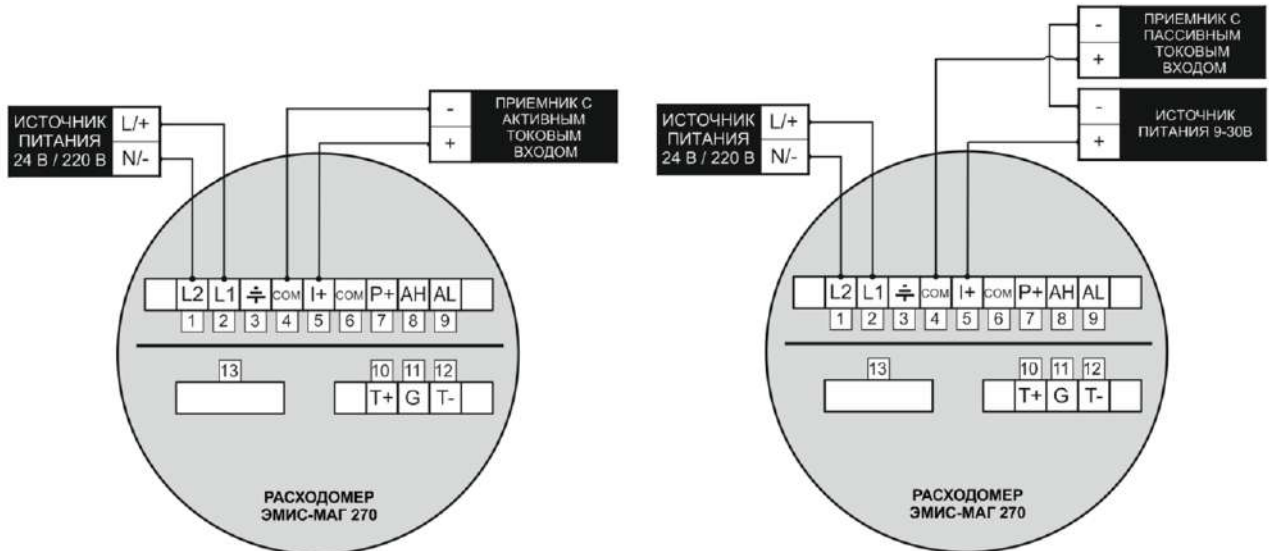 ИСТОЧНИК
ПИТАНИЯ
24 В / 220 В
L/+
N/-
-
+
ПРИЕМНИК С
АКТИВНЫМ
ТОКОВЫМ
ВХОДОМ
L2 L1 COM I+ COM P+ AH AL
1 2 3 4 5 6 7 8 9
13
10 11 12
T+ G T-
РАСХОДОМЕР
ЭМИС-МАГ 270
ИСТОЧНИК
ПИТАНИЯ
24 В / 220 В
L/+
N/-
-
+
ПРИЕМНИК С
ПАССИВНЫМ
ТОКОВЫМ
ВХОДОМ
-
+
ИСТОЧНИК
ПИТАНИЯ 9-30В
L2 L1 COM I+ COM P+ AH AL
1 2 3 4 5 6 7 8 9
13
10 11 12
T+ G T-
РАСХОДОМЕР
ЭМИС-МАГ 270